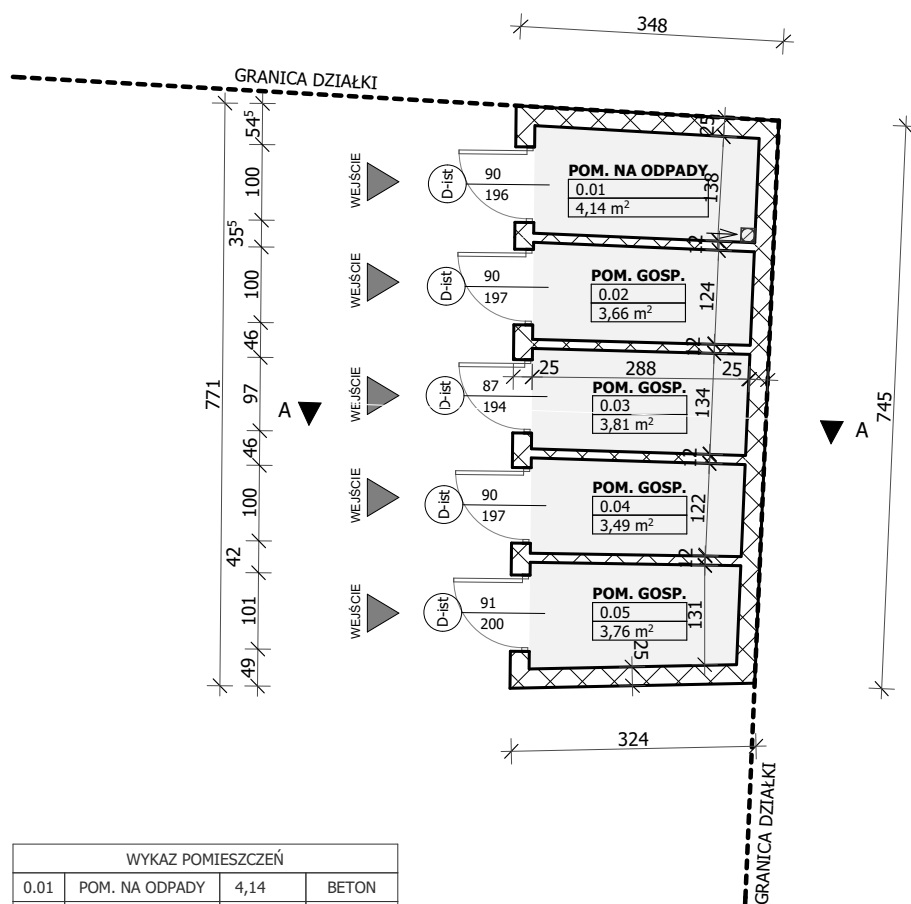 348
GRANICA DZIAŁKI
54⁵
25
WEJŚCIE
D-ist
90
196
POM. NA ODPADY
0.01
4,14 m²
138
100
35⁵
12
WEJŚCIE
D-ist
90
197
POM. GOSP.
0.02
3,66 m²
124
100
46
12
25
288
25
WEJŚCIE
D-ist
87
194
POM. GOSP.
0.03
3,81 m²
134
97
771
745
A
A
46
12
WEJŚCIE
D-ist
90
197
POM. GOSP.
0.04
3,49 m²
122
100
42
12
WEJŚCIE
D-ist
91
200
POM. GOSP.
0.05
3,76 m²
131
101
49
25
324
GRANICA DZIAŁKI
WYKAZ POMIESZCZEŃ
0.01 POM. NA ODPADY 4,14 BETON